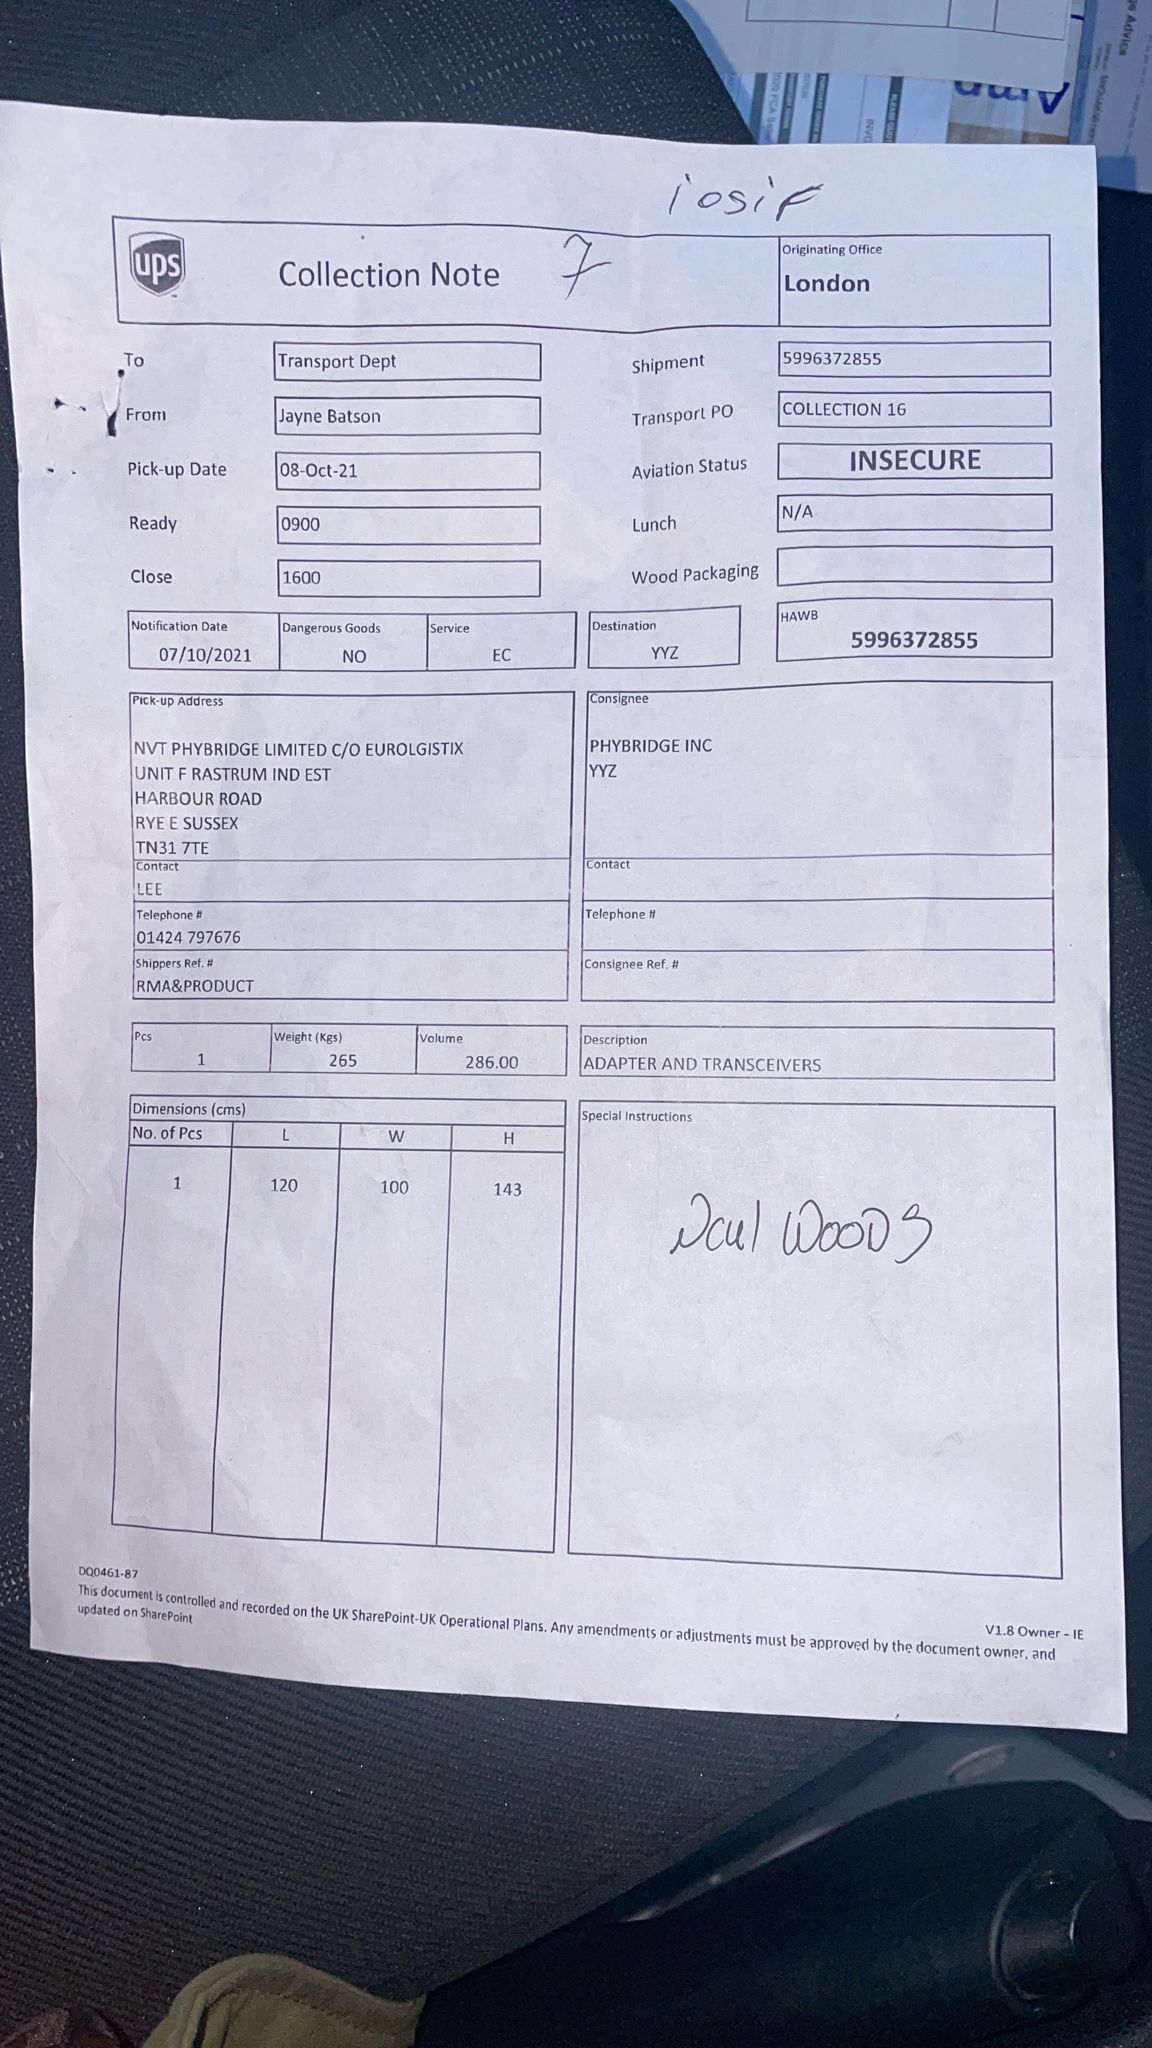 iosif
ups
Collection Note
7
Originating Office
London
To
Transport Dept
Shipment
5996372855
From
Jayne Batson
Transport PO
COLLECTION 16
Pick-up Date
08-Oct-21
Aviation Status
INSECURE
Ready
0900
Lunch
N/A
Close
1600
Wood Packaging
Notification Date
07/10/2021
Dangerous Goods
NO
Service
EC
Destination
YYZ
HAWB
5996372855
Pick-up Address
NVT PHYBRIDGE LIMITED C/O EUROLGISTIX
UNIT F RASTRUM IND EST
HARBOUR ROAD
RYE E SUSSEX
TN31 7TE
Contact
LEE
Telephone #
01424 797676
Shippers Ref. #
RMA&PRODUCT
Consignee
PHYBRIDGE INC
YYZ
Contact
Telephone #
Consignee Ref. #
Pcs
1
Weight (Kgs)
265
Volume
286.00
Description
ADAPTER AND TRANSCEIVERS
Dimensions (cms)
No. of Pcs L W H
1 120 100 143
Special Instructions
WOODS
DQ0461-87
This document is controlled and recorded on the UK SharePoint-UK Operational Plans. Any amendments or adjustments must be approved by the document owner, and
updated on SharePoint
V1.8 Owner - IE